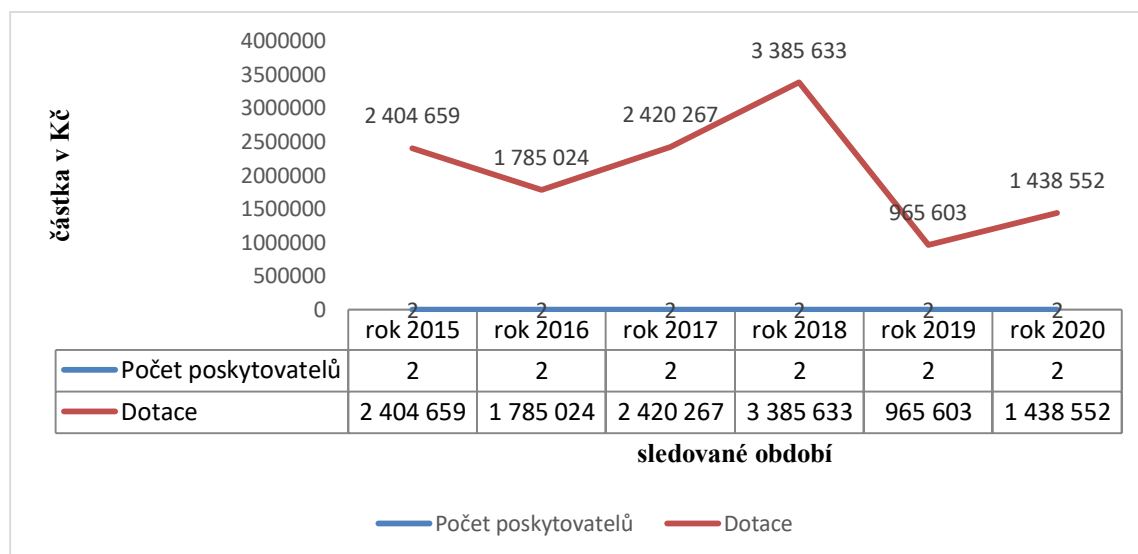 částka v Kč
4000000
3500000
3000000
2500000
2000000
1500000
1000000
500000
0
2 404 659
1 785 024
2 420 267
3 385 633
965 603
1 438 552
2 2 2 2 2 2
rok 2015 rok 2016 rok 2017 rok 2018 rok 2019 rok 2020
Počet poskytovatelů 2 2 2 2 2 2
Dotace 2 404 659 1 785 024 2 420 267 3 385 633 965 603 1 438 552
sledované období
Počet poskytovatelů Dotace